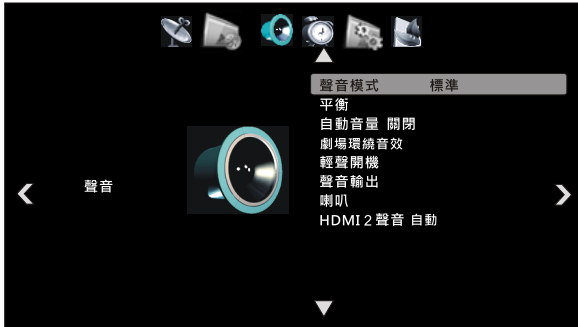 聲音
聲音模式 標準
平衡
自動音量 關閉
劇場環繞音效
輕聲開機
聲音輸出
喇叭
HDMI 2 聲音 自動